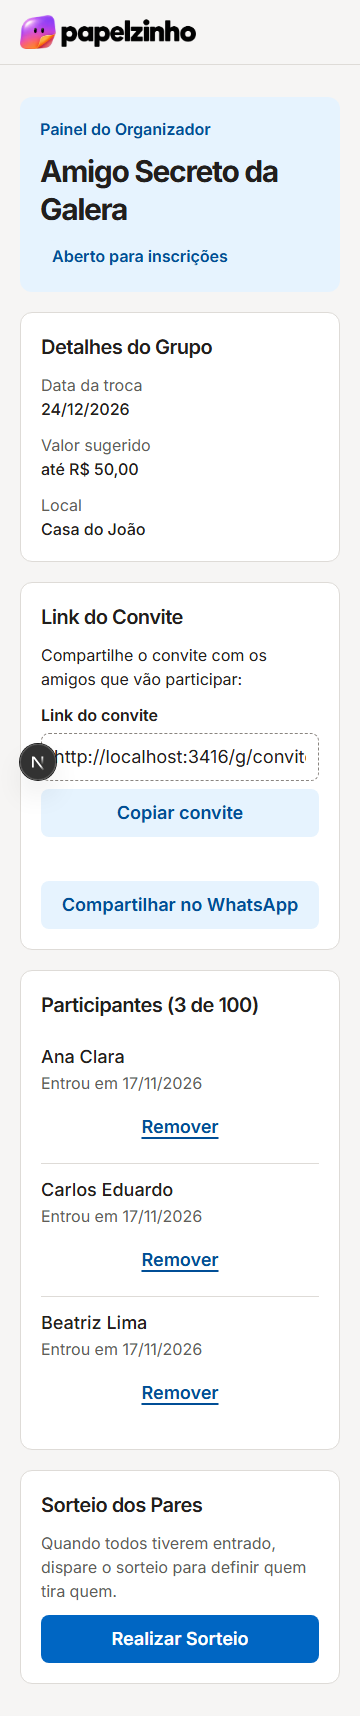 papelzinho
Painel do Organizador
Amigo Secreto da
Galera
Aberto para inscrições
Detalhes do Grupo
Data da troca
24/12/2026
Valor sugerido
até R$ 50,00
Local
Casa do João
Link do Convite
Compartilhe o convite com os
amigos que vão participar:
Link do convite
N
http://localhost:3416/g/convit
Copiar convite
Compartilhar no WhatsApp
Participantes (3 de 100)
Ana Clara
Entrou em 17/11/2026
Remover
Carlos Eduardo
Entrou em 17/11/2026
Remover
Beatriz Lima
Entrou em 17/11/2026
Remover
Sorteio dos Pares
Quando todos tiverem entrado,
dispare o sorteio para definir quem
tira quem.
Realizar Sorteio